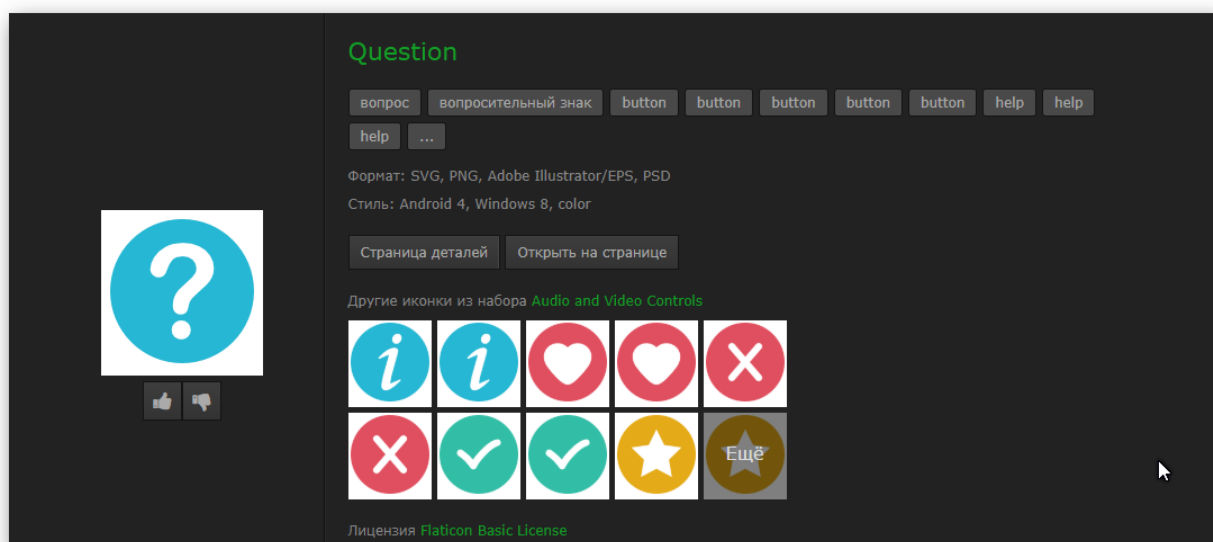 Question
вопрос вопросительный знак button button button button button help help
help ...
Формат: SVG, PNG, Adobe Illustrator/EPS, PSD
Стиль: Android 4, Windows 8, color
?
Страница деталей Открыть на странице
Другие иконки из набора Audio and Video Controls
i i
Ещё
Лицензия Flaticon Basic License